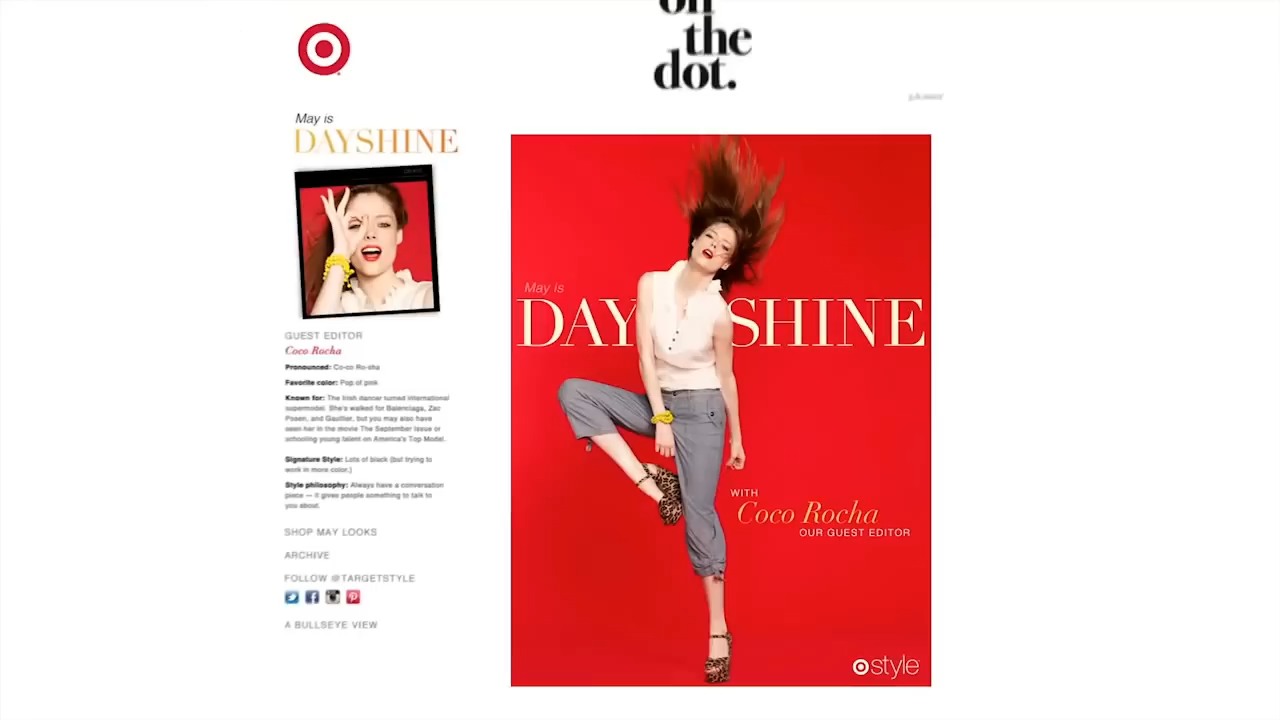 on
the
dot.
May is
DAYSHINE
GUEST EDITOR
Coco Rocha
Pronounced: Co-co Ro-sha
Favorite color: Pop of pink
Known for: The Irish dancer turned international
supermodel. She's walked for Balenciaga, Zac
Posen, and Gaultier, but you may also have
seen her in the movie The September Issue or
schooling young talent on America's Top Model.
Signature Style: Lots of black (but trying to
work in more color.)
Style philosophy: Always have a conversation
piece — it gives people something to talk to
you about.
SHOP MAY LOOKS
ARCHIVE
FOLLOW @TARGETSTYLE
A BULLSEYE VIEW
May is
DAYSHINE
WITH
Coco Rocha
OUR GUEST EDITOR
style